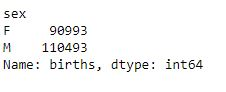 sex
F 90993
M 110493
Name: births, dtype: int64